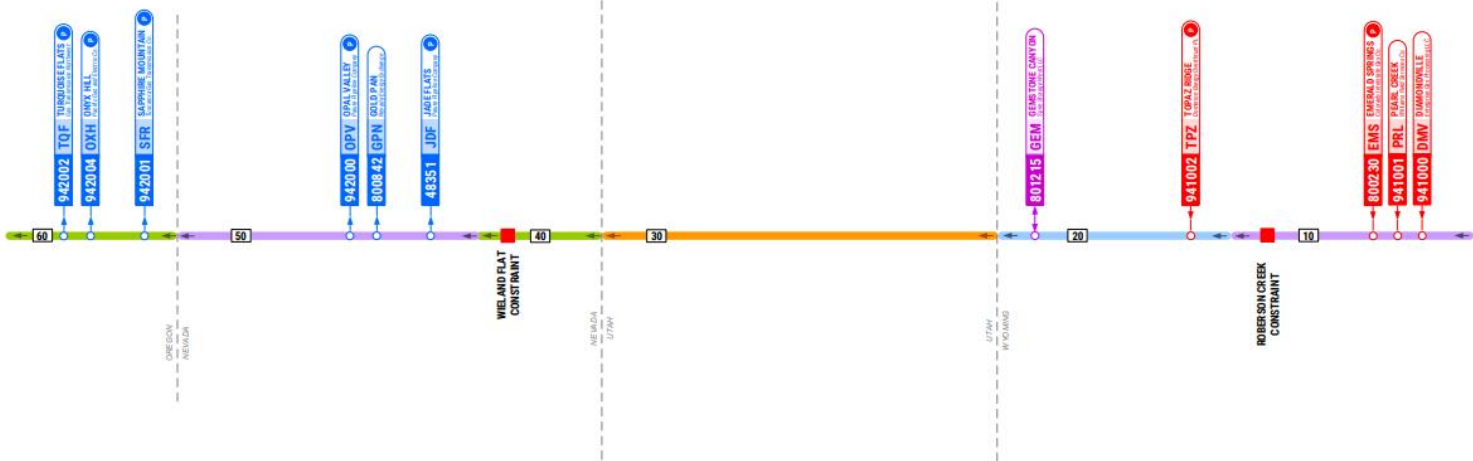 942002 TQF TURQUOISE FLATS P
942004 OXH ONYX HILL P
942001 SFR SAPPHIRE MOUNTAIN P
942000 OPV OPAL VALLEY P
800842 GPN GOLD PAN
48351 JDF JADE FLATS P
801215 GEM GEMSTONE CANYON
941002 TPZ TOPAZ RIDGE P
800230 EMS EMERALD SPRINGS P
941001 PRL PEARL CREEK
941000 DMV DIAMONDVILLE
60
50
40
30
20
10
WIELAND FLAT
CONSTRAINT
ROBERSON CREEK
CONSTRAINT
OREGON
NEVADA
NEVADA
UTAH
UTAH
WYOMING